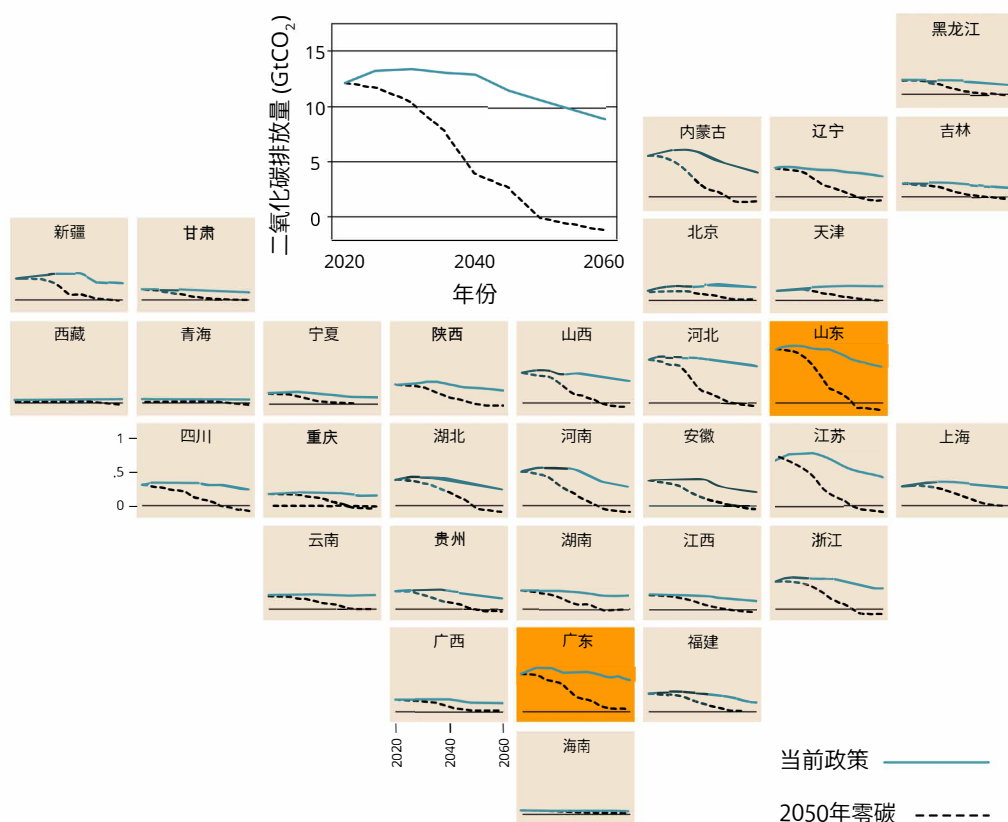 二氧化碳排放量 (GtCO₂)
15
10
5
0
2020
2040
2060
年份
黑龙江
内蒙古
辽宁
吉林
新疆
甘肃
北京
天津
西藏
青海
宁夏
陕西
山西
河北
山东
1
.5
0
四川
重庆
湖北
河南
安徽
江苏
上海
云南
贵州
湖南
江西
浙江
广西
广东
福建
2020
2040
2060
海南
当前政策
2050年零碳